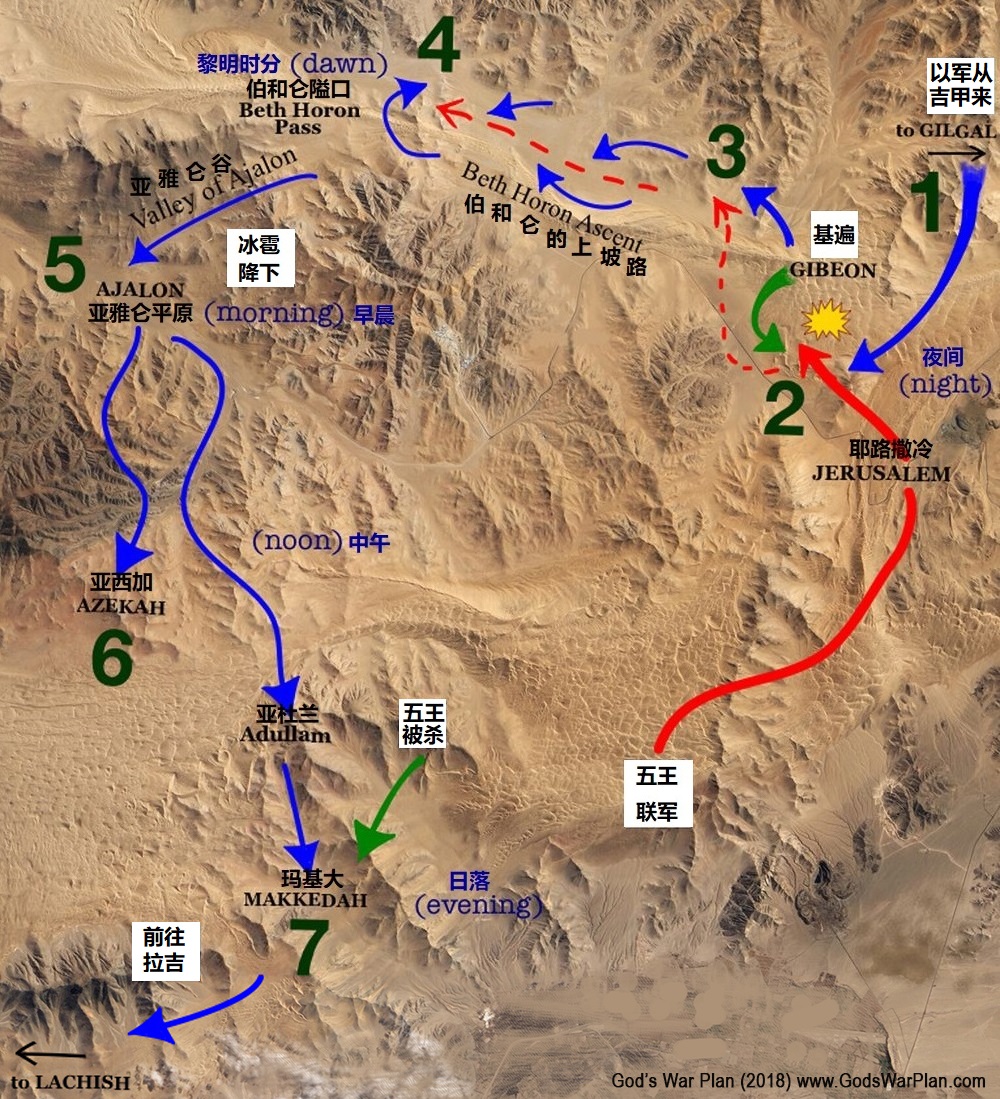 4
黎明时分 (dawn)
伯和仑隘口
Beth Horon
Pass
以军从
吉甲来
to GILGAL
3
1
亚雅仑谷
Valley of Ajalon
Beth Horon Ascent
伯和仑的上坡路
基遍
GIBEON
冰雹
降下
5
AJALON
亚雅仑平原 (morning) 早晨
夜间
(night)
2
耶路撒冷
JERUSALEM
(noon) 中午
亚西加
AZEKAH
6
亚杜兰
Adullam
五王
被杀
五王
联军
玛基大
MAKKEDAH
日落
(evening)
7
前往
拉吉
to LACHISH
God's War Plan (2018) www.GodsWarPlan.com